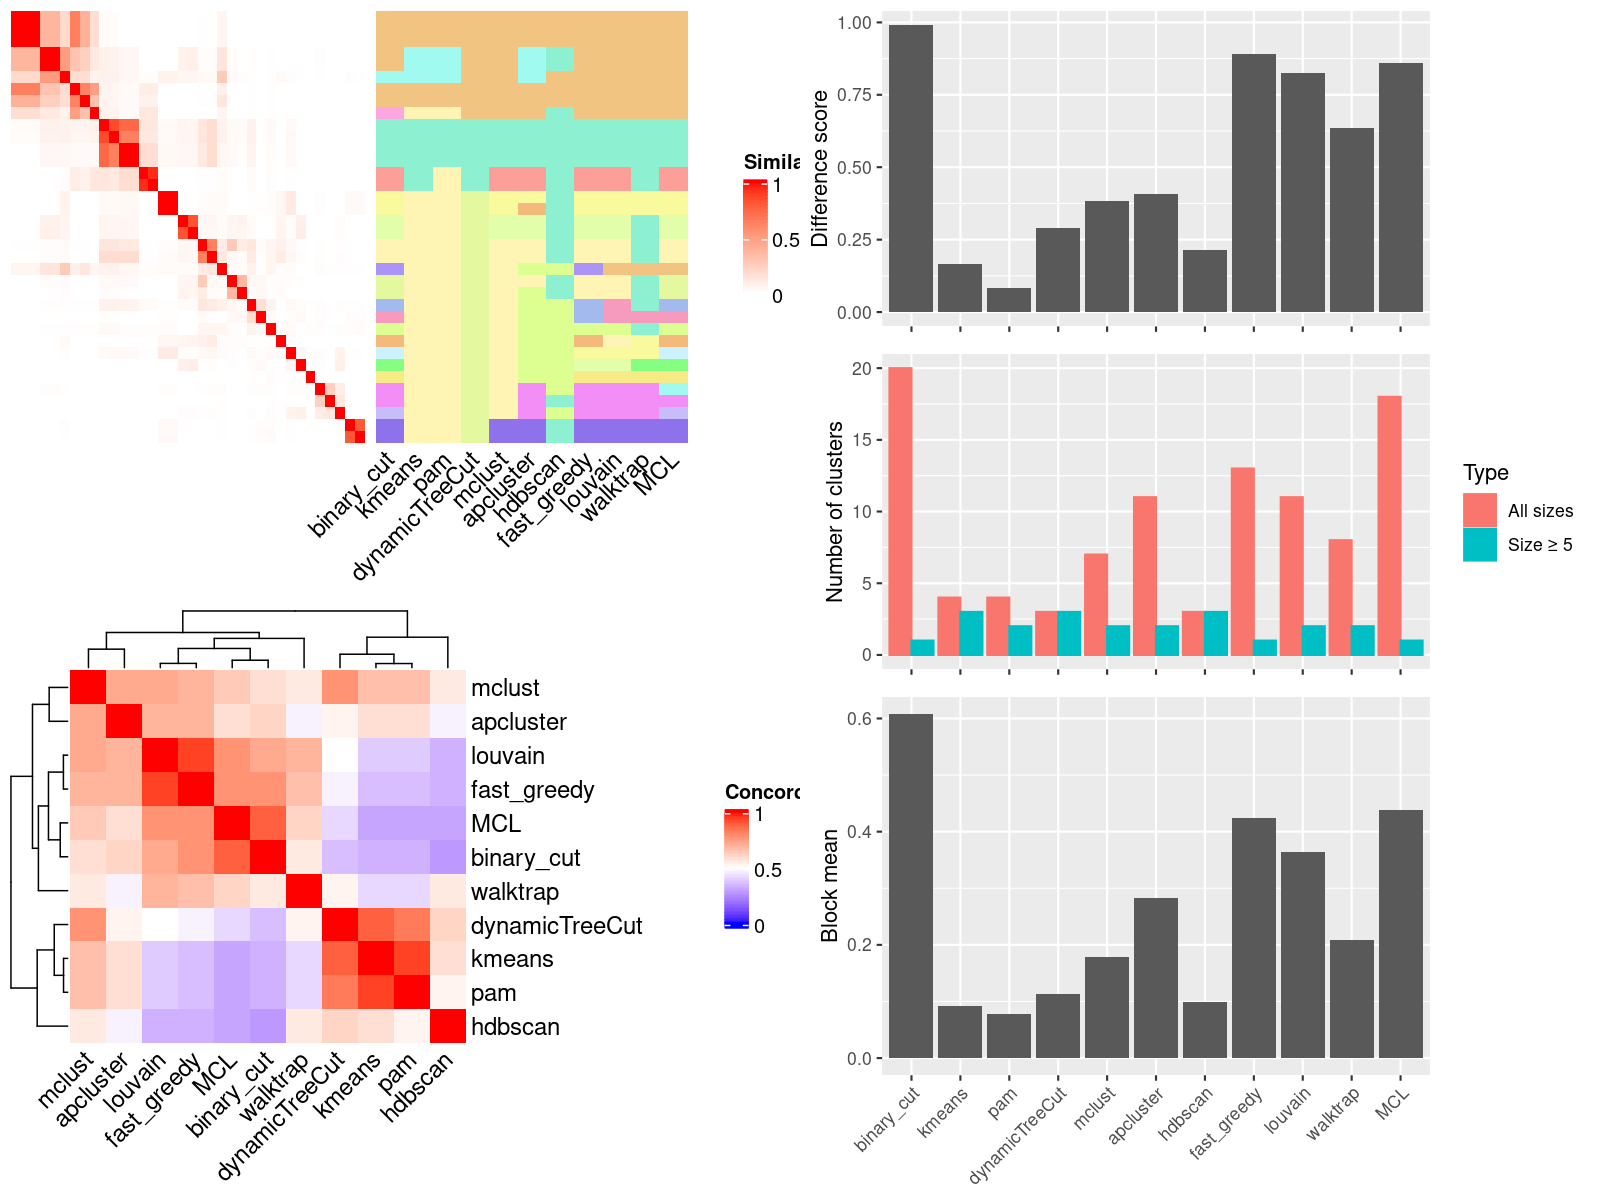 Simila
1
0.5
0
binary_cut
kmeans
pam
dynamicTreeCut
mclust
apcluster
hdbscan
fast_greedy
louvain
walktrap
MCL
mclust
apcluster
louvain
fast_greedy
MCL
binary_cut
walktrap
dynamicTreeCut
kmeans
pam
hdbscan
mclust
apcluster
louvain
fast_greedy
MCL
binary_cut
walktrap
dynamicTreeCut
kmeans
pam
hdbscan
Concord
1
0.5
0
Difference score
1.00
0.75
0.50
0.25
0.00
Number of clusters
20
15
10
5
0
Type
All sizes
Size ≥ 5
Block mean
0.6
0.4
0.2
0.0
binary_cut
kmeans
pam
dynamicTreeCut
mclust
apcluster
hdbscan
fast_greedy
louvain
walktrap
MCL